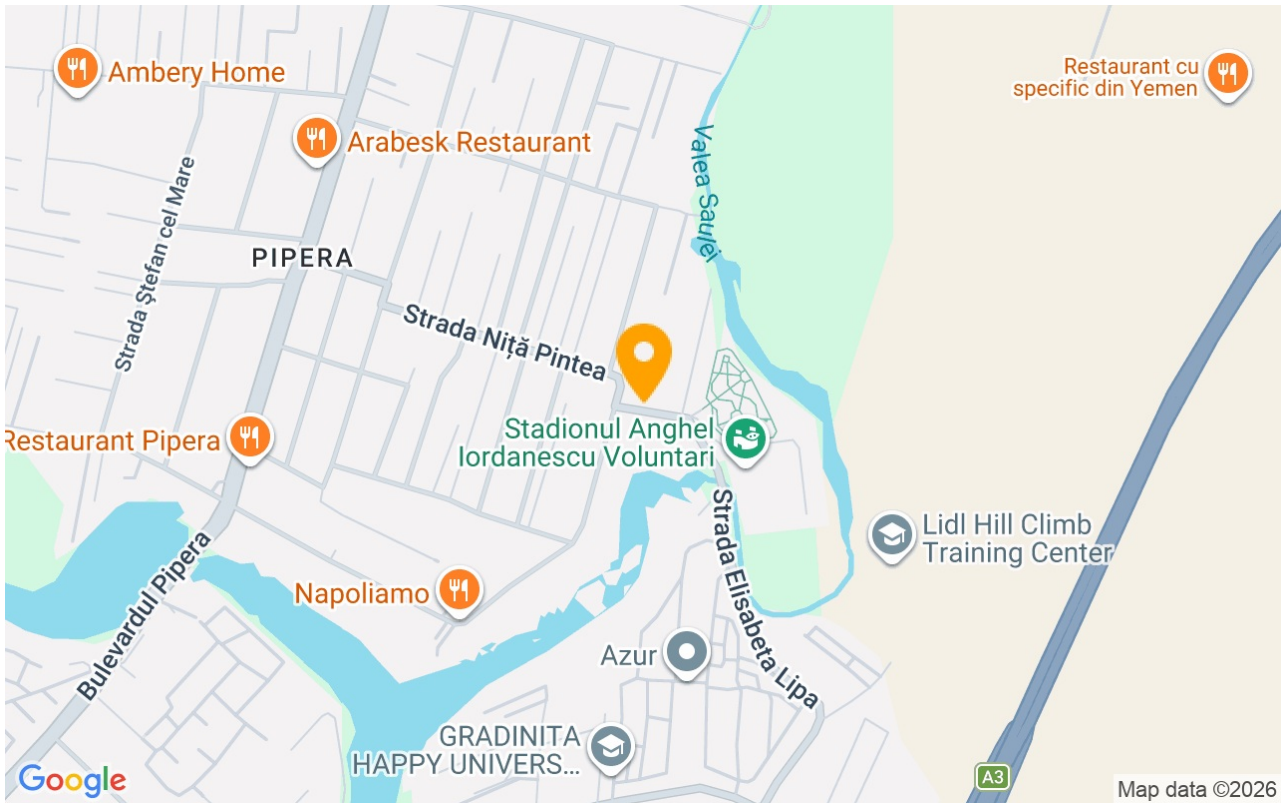 Ambery Home
Restaurant cu
specific din Yemen
Arabesk Restaurant
Valea Saulei
Strada Ștefan cel Mare
PIPERA
Strada Niță Pintea
Restaurant Pipera
Stadionul Anghel
Iordanescu Voluntari
Strada Elisabeta Lipa
Lidl Hill Climb
Training Center
Bulevardul Pipera
Napoliamo
Azur
GRADINITA
HAPPY UNIVERS...
Google
A3
Map data ©2026